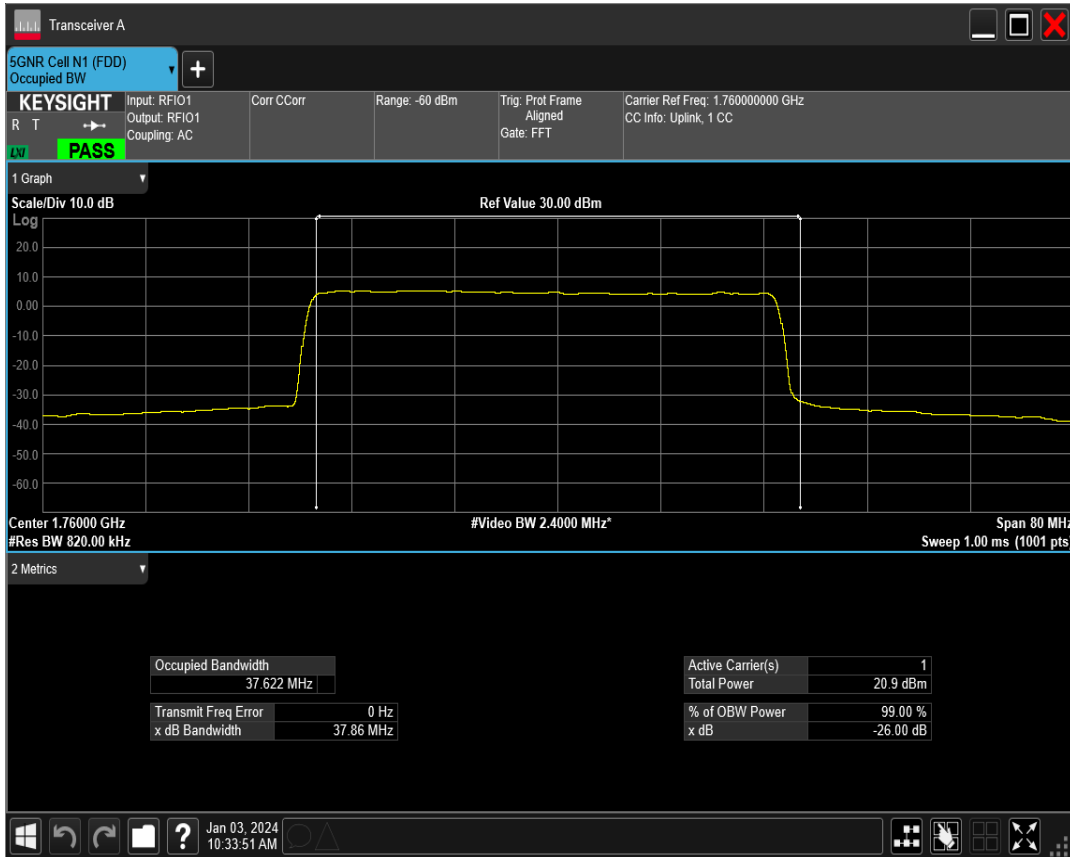 Transceiver A
5GNR Cell N1 (FDD)
Occupied BW
+
KEYSIGHT
R T
LXI
PASS
Input: RFIO1
Output: RFIO1
Coupling: AC
Corr CCorr
Range: -60 dBm
Trig: Prot Frame
Aligned
Gate: FFT
Carrier Ref Freq: 1.760000000 GHz
CC Info: Uplink, 1 CC
1 Graph
Scale/Div 10.0 dB
Ref Value 30.00 dBm
Log
20.0
10.0
0.00
-10.0
-20.0
-30.0
-40.0
-50.0
-60.0
Center 1.76000 GHz
#Video BW 2.4000 MHz*
Span 80 MHz
#Res BW 820.00 kHz
Sweep 1.00 ms (1001 pts)
2 Metrics
Occupied Bandwidth
37.622 MHz
Transmit Freq Error 0 Hz
x dB Bandwidth 37.86 MHz
Active Carrier(s) 1
Total Power 20.9 dBm
% of OBW Power 99.00 %
x dB -26.00 dB
?
Jan 03, 2024
10:33:51 AM